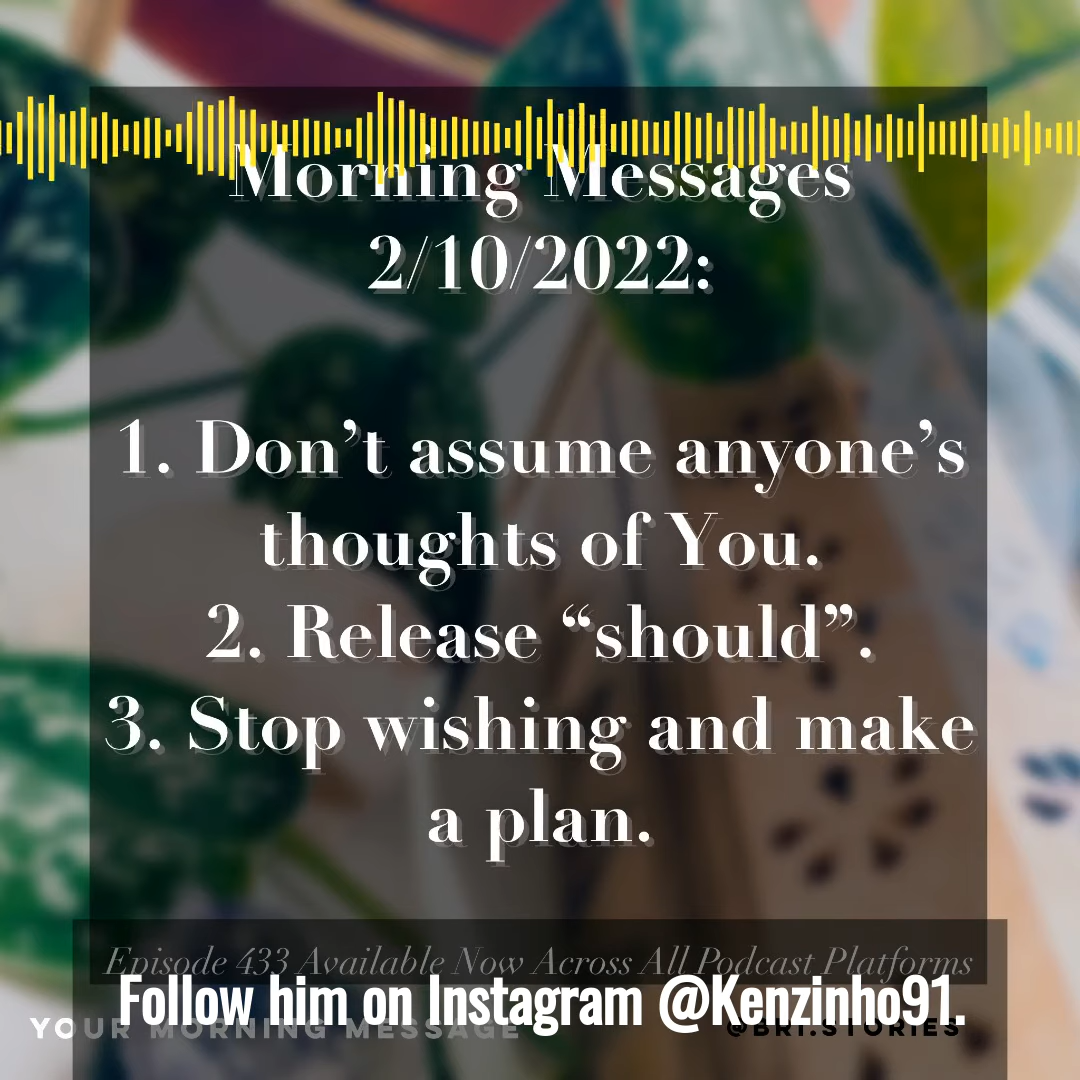 Morning Messages
2/10/2022:
1. Don’t assume anyone’s
thoughts of You.
2. Release “should”.
3. Stop wishing and make
a plan.
Episode 433 Available Now Across All Podcast Platforms
Follow him on Instagram @Kenzinho91.
YOUR MORNING MESSAGE
@BRI.STORIES